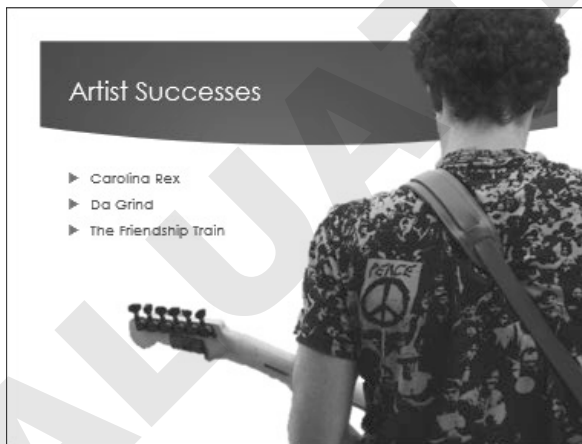 Artist Successes
Carolina Rex
Da Grind
The Friendship Train
PEACE